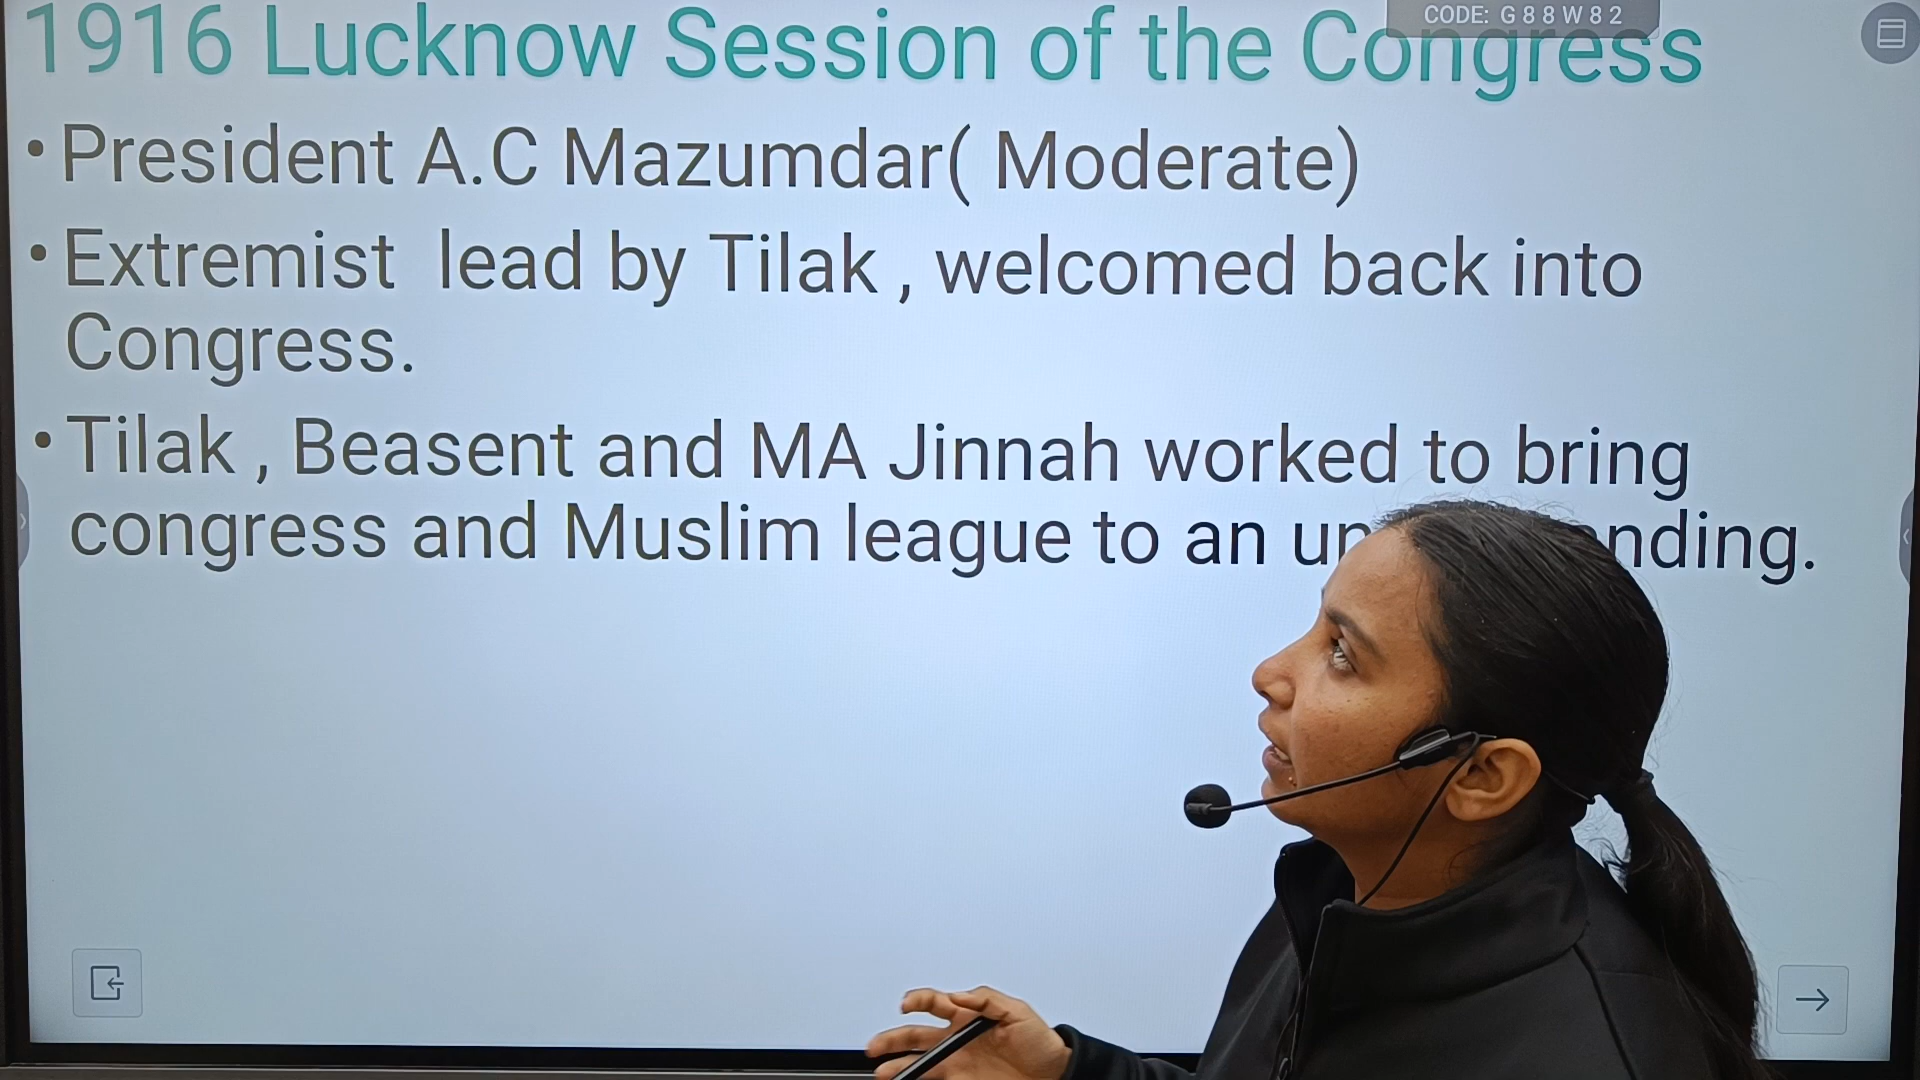 CODE: G 8 8 W 8 2
1916 Lucknow Session of the Congress
• President A.C Mazumdar( Moderate)
• Extremist lead by Tilak , welcomed back into
Congress.
• Tilak , Beasent and MA Jinnah worked to bring
congress and Muslim league to an